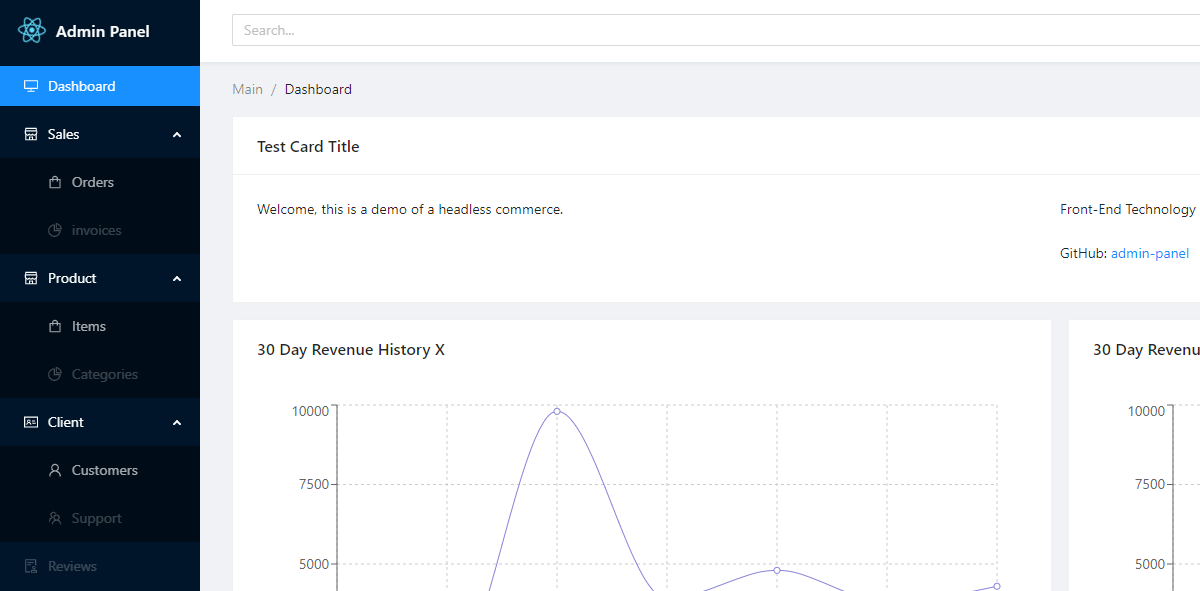 Admin Panel
Search...
Dashboard
Sales
Orders
invoices
Product
Items
Categories
Client
Customers
Support
Reviews
Main / Dashboard
Test Card Title
Welcome, this is a demo of a headless commerce.
Front-End Technology
GitHub: admin-panel
30 Day Revenue History X
10000
7500
5000
30 Day Revenu
10000
7500
5000